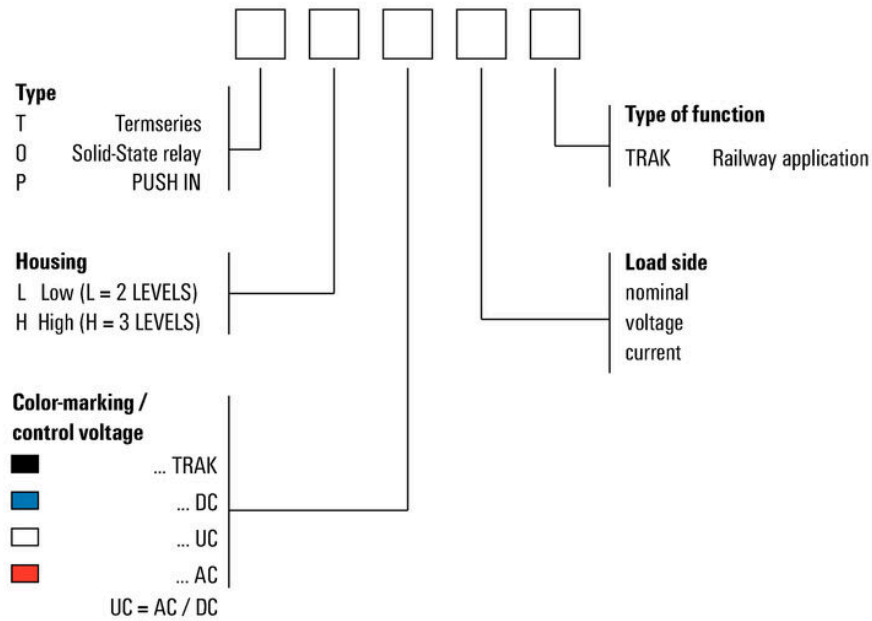 Type
T Termseries
O Solid-State relay
P PUSH IN
Housing
L Low (L = 2 LEVELS)
H High (H = 3 LEVELS)
Color-marking /
control voltage
... TRAK
... DC
... UC
... AC
UC = AC / DC
Type of function
TRAK Railway application
Load side
nominal
voltage
current